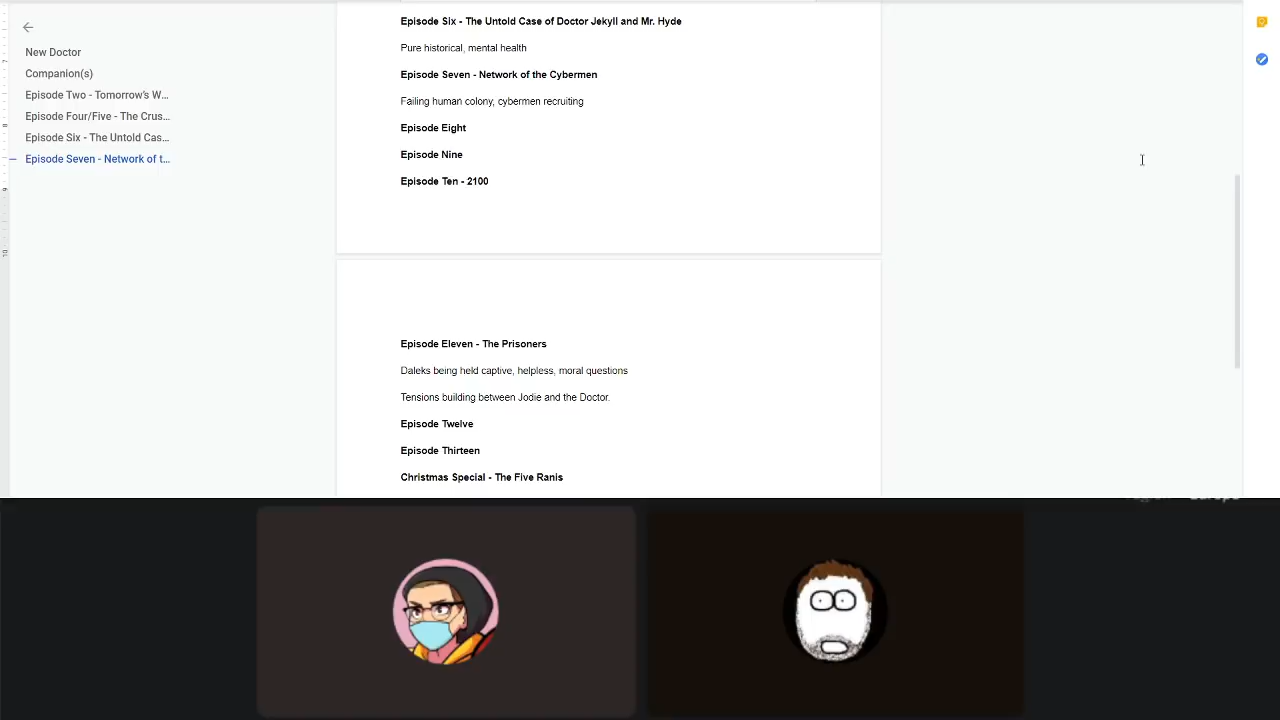 New Doctor
Companion(s)
Episode Two - Tomorrow's W...
Episode Four/Five - The Crus...
Episode Six - The Untold Cas...
Episode Seven - Network of t...
Episode Six - The Untold Case of Doctor Jekyll and Mr. Hyde
Pure historical, mental health
Episode Seven - Network of the Cybermen
Failing human colony, cybermen recruiting
Episode Eight
Episode Nine
Episode Ten - 2100
Episode Eleven - The Prisoners
Daleks being held captive, helpless, moral questions
Tensions building between Jodie and the Doctor.
Episode Twelve
Episode Thirteen
Christmas Special - The Five Ranis